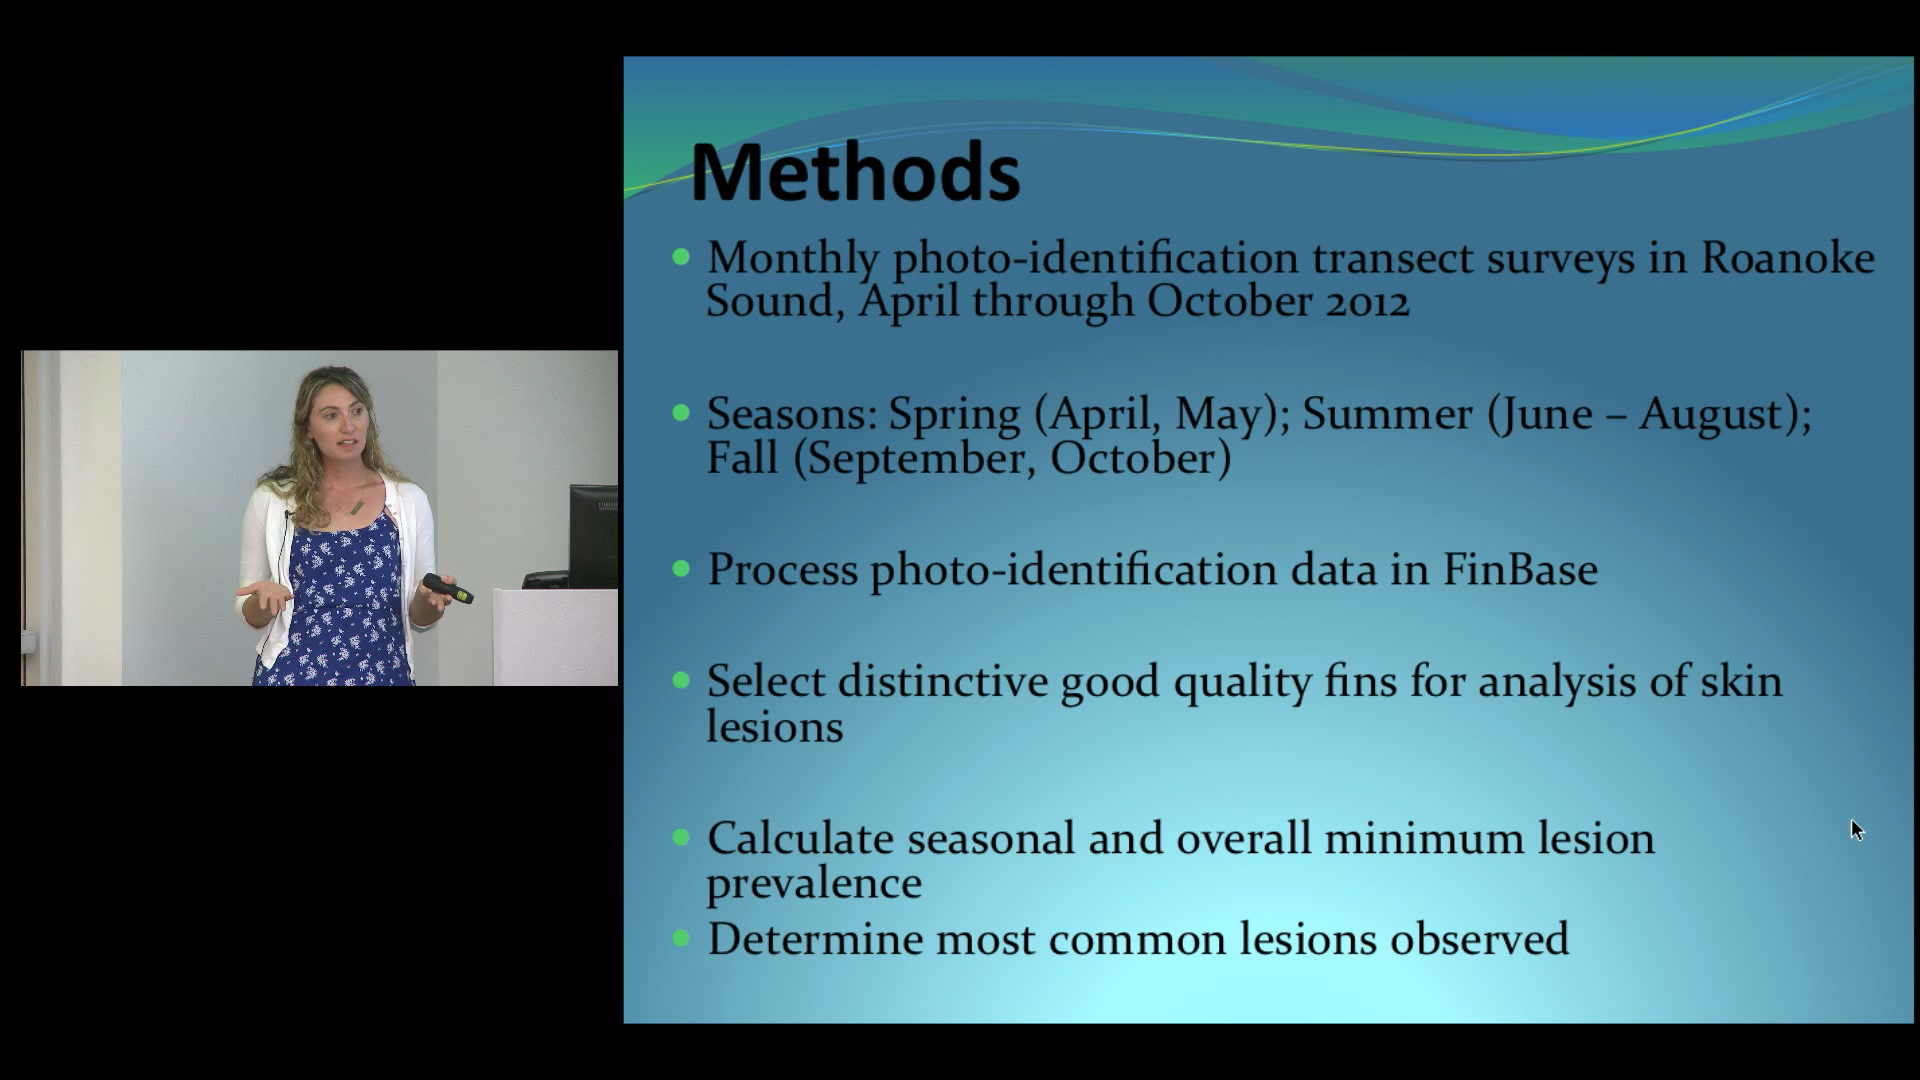 Methods
Monthly photo-identification transect surveys in Roanoke
Sound, April through October 2012
Seasons: Spring (April, May); Summer (June – August);
Fall (September, October)
Process photo-identification data in FinBase
Select distinctive good quality fins for analysis of skin
lesions
Calculate seasonal and overall minimum lesion
prevalence
Determine most common lesions observed